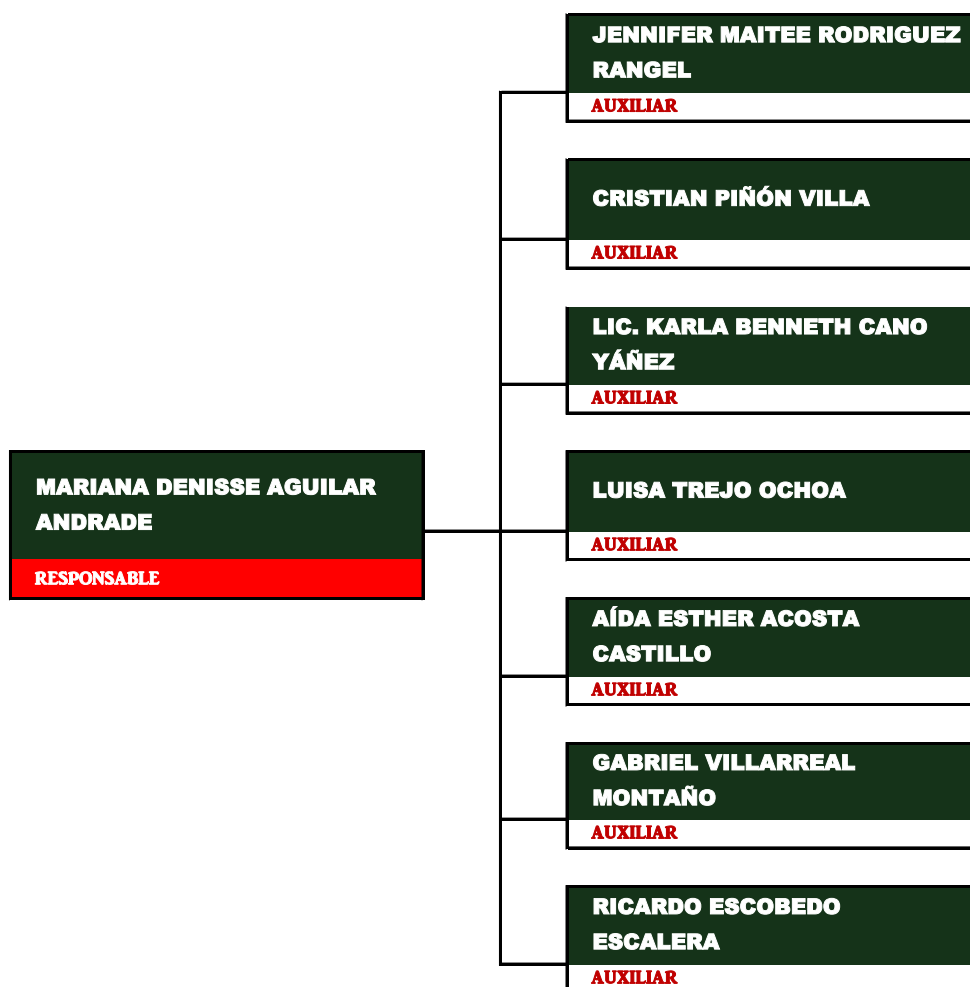 MARIANA DENISSE AGUILAR
ANDRADE
RESPONSABLE
JENNIFER MAITEE RODRIGUEZ
RANGEL
AUXILIAR
CRISTIAN PIÑÓN VILLA
AUXILIAR
LIC. KARLA BENNETH CANO
YÁÑEZ
AUXILIAR
LUISA TREJO OCHOA
AUXILIAR
AÍDA ESTHER ACOSTA
CASTILLO
AUXILIAR
GABRIEL VILLARREAL
MONTAÑO
AUXILIAR
RICARDO ESCOBEDO
ESCALERA
AUXILIAR